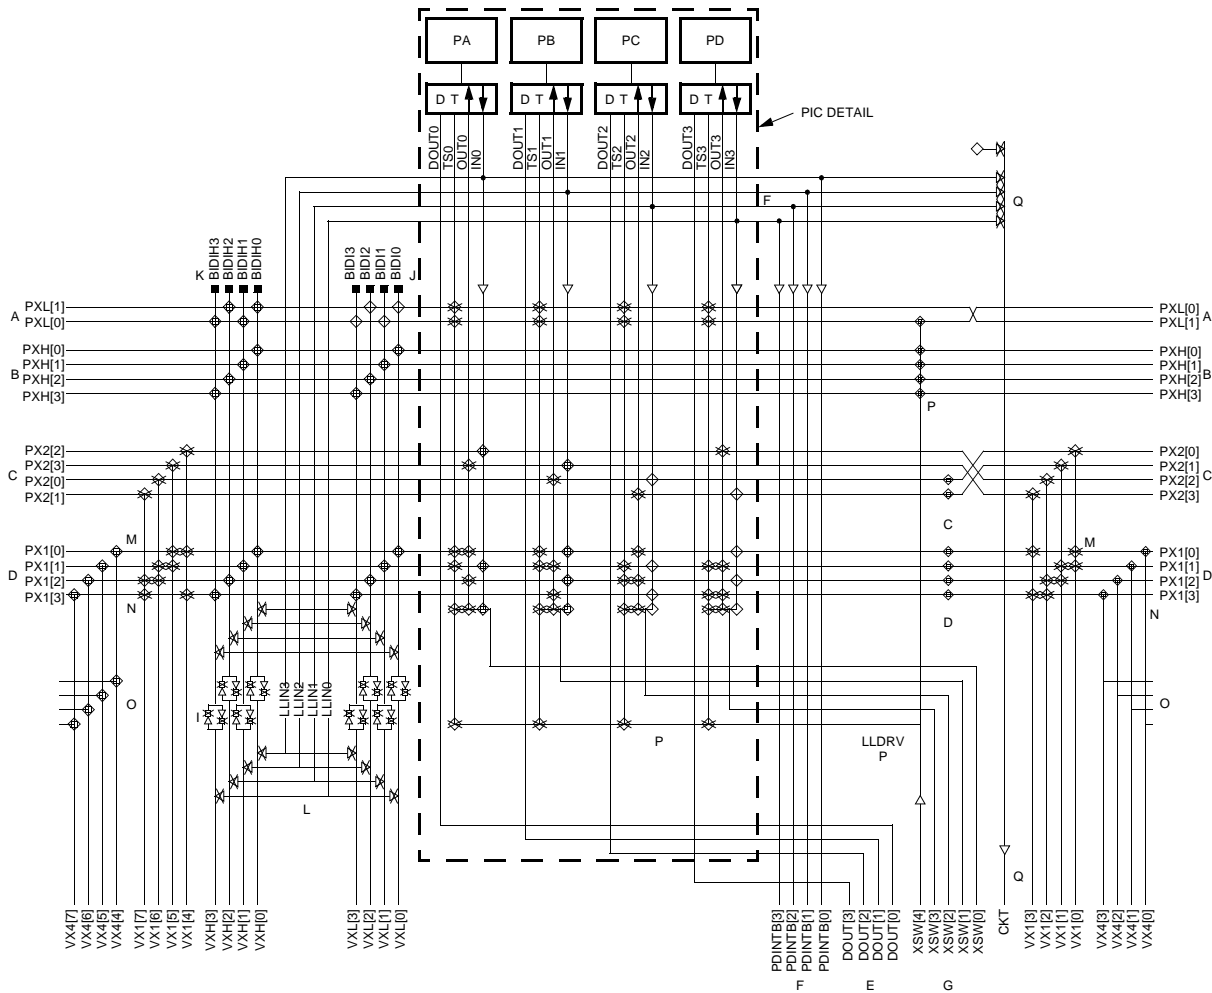 PA PB PC PD
D T D T D T D T
PIC DETAIL
DOUT0 TS0 OUT0 IN0 DOUT1 TS1 OUT1 IN1 DOUT2 TS2 OUT2 IN2 DOUT3 TS3 OUT3 IN3
F Q
K BIDIH3 BIDIH2 BIDIH1 BIDIH0 BIDI3 BIDI2 BIDI1 BIDI0 J
PXL[1] PXL[0]
A PXL[0] PXL[1] A
PXH[0] PXH[0]
PXH[1] PXH[1]
B PXH[2] PXH[2] B
PXH[3] PXH[3]
P
PX2[2] PX2[0]
PX2[3] PX2[1]
C PX2[0] PX2[2] C
PX2[1] PX2[3]
C
M M
PX1[0] PX1[0]
PX1[1] PX1[1]
D PX1[2] PX1[2] D
PX1[3] PX1[3]
N D N
O O
I LLIN3 LLIN2 LLIN1 LLIN0
P LLDRV
P
L
Q
VX4[7] VX4[6] VX4[5] VX4[4] VX1[7] VX1[6] VX1[5] VX1[4] VXH[3] VXH[2] VXH[1] VXH[0] VXL[3] VXL[2] VXL[1] VXL[0] PDINTB[3] PDINTB[2] PDINTB[1] PDINTB[0] DOUT[3] DOUT[2] DOUT[1] DOUT[0] XSW[4] XSW[3] XSW[2] XSW[1] XSW[0] CKT VX1[3] VX1[2] VX1[1] VX1[0] VX4[3] VX4[2] VX4[1] VX4[0]
F E G